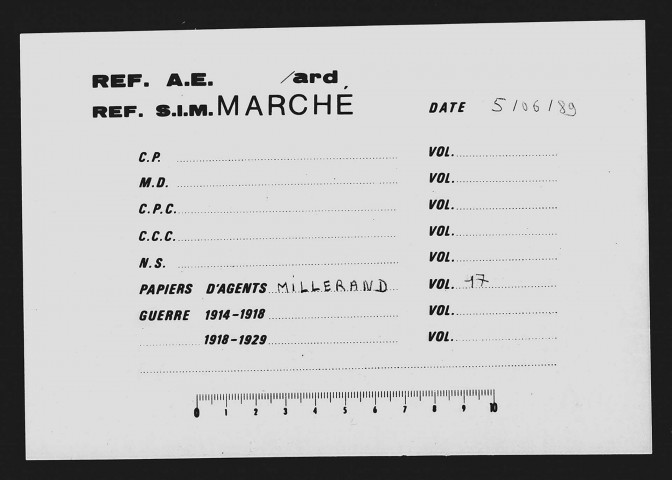 REF. A.E. /ard
REF. S.I.M. MARCHÉ DATE 5/06/89
C.P. VOL.
M.D. VOL.
C.P.C. VOL.
C.C.C. VOL.
N.S. VOL.
PAPIERS D'AGENTS MILLERAND VOL. 17
GUERRE 1914-1918 VOL.
1918-1929 VOL.
0 1 2 3 4 5 6 7 8 9 10